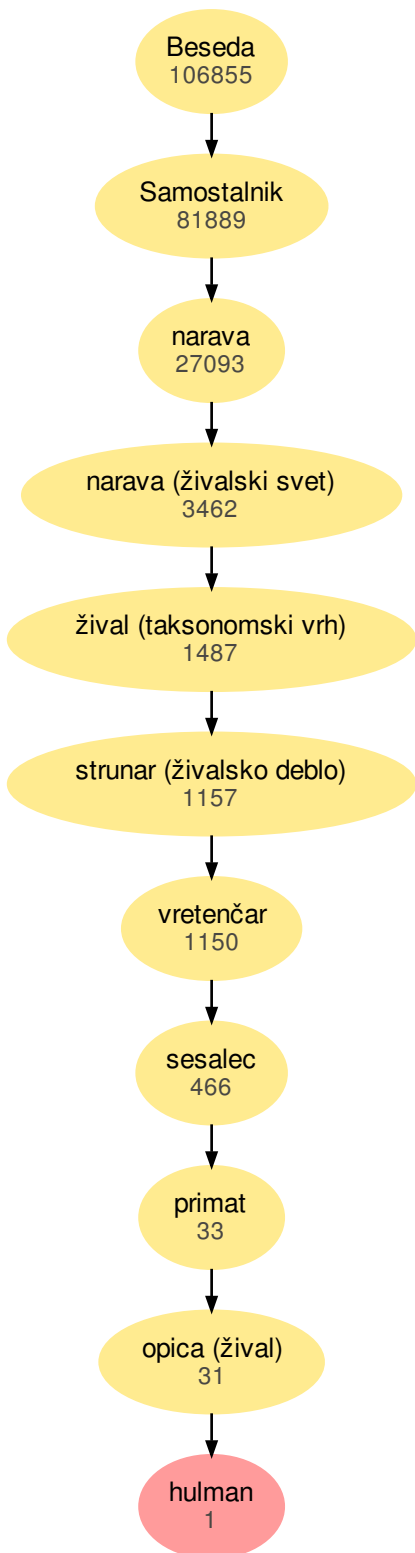 Beseda
106855
Samostalnik
81889
narava
27093
narava (živalski svet)
3462
žival (taksonomski vrh)
1487
strunar (živalsko deblo)
1157
vretenčar
1150
sesalec
466
primat
33
opica (žival)
31
hulman
1